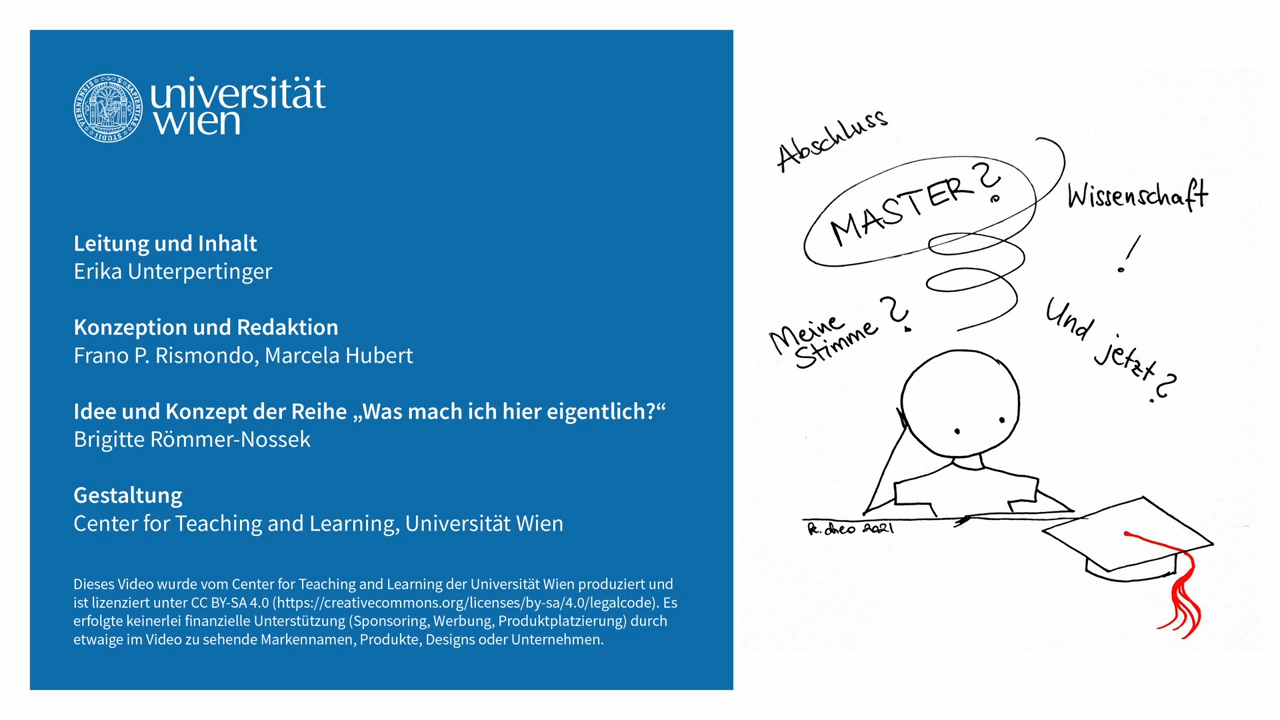 universität
wien
Leitung und Inhalt
Erika Unterpertinger
Konzeption und Redaktion
Frano P. Rismondo, Marcela Hubert
Idee und Konzept der Reihe „Was mach ich hier eigentlich?“
Brigitte Römmer-Nossek
Gestaltung
Center for Teaching and Learning, Universität Wien
Dieses Video wurde vom Center for Teaching and Learning der Universität Wien produziert und
ist lizenziert unter CC BY-SA 4.0 (https://creativecommons.org/licenses/by-sa/4.0/legalcode). Es
erfolgte keinerlei finanzielle Unterstützung (Sponsoring, Werbung, Produktplatzierung) durch
etwaige im Video zu sehende Markennamen, Produkte, Designs oder Unternehmen.
Abschluss
MASTER?
Wissenschaft
!
Meine
Stimme?
Und jetzt?
2021